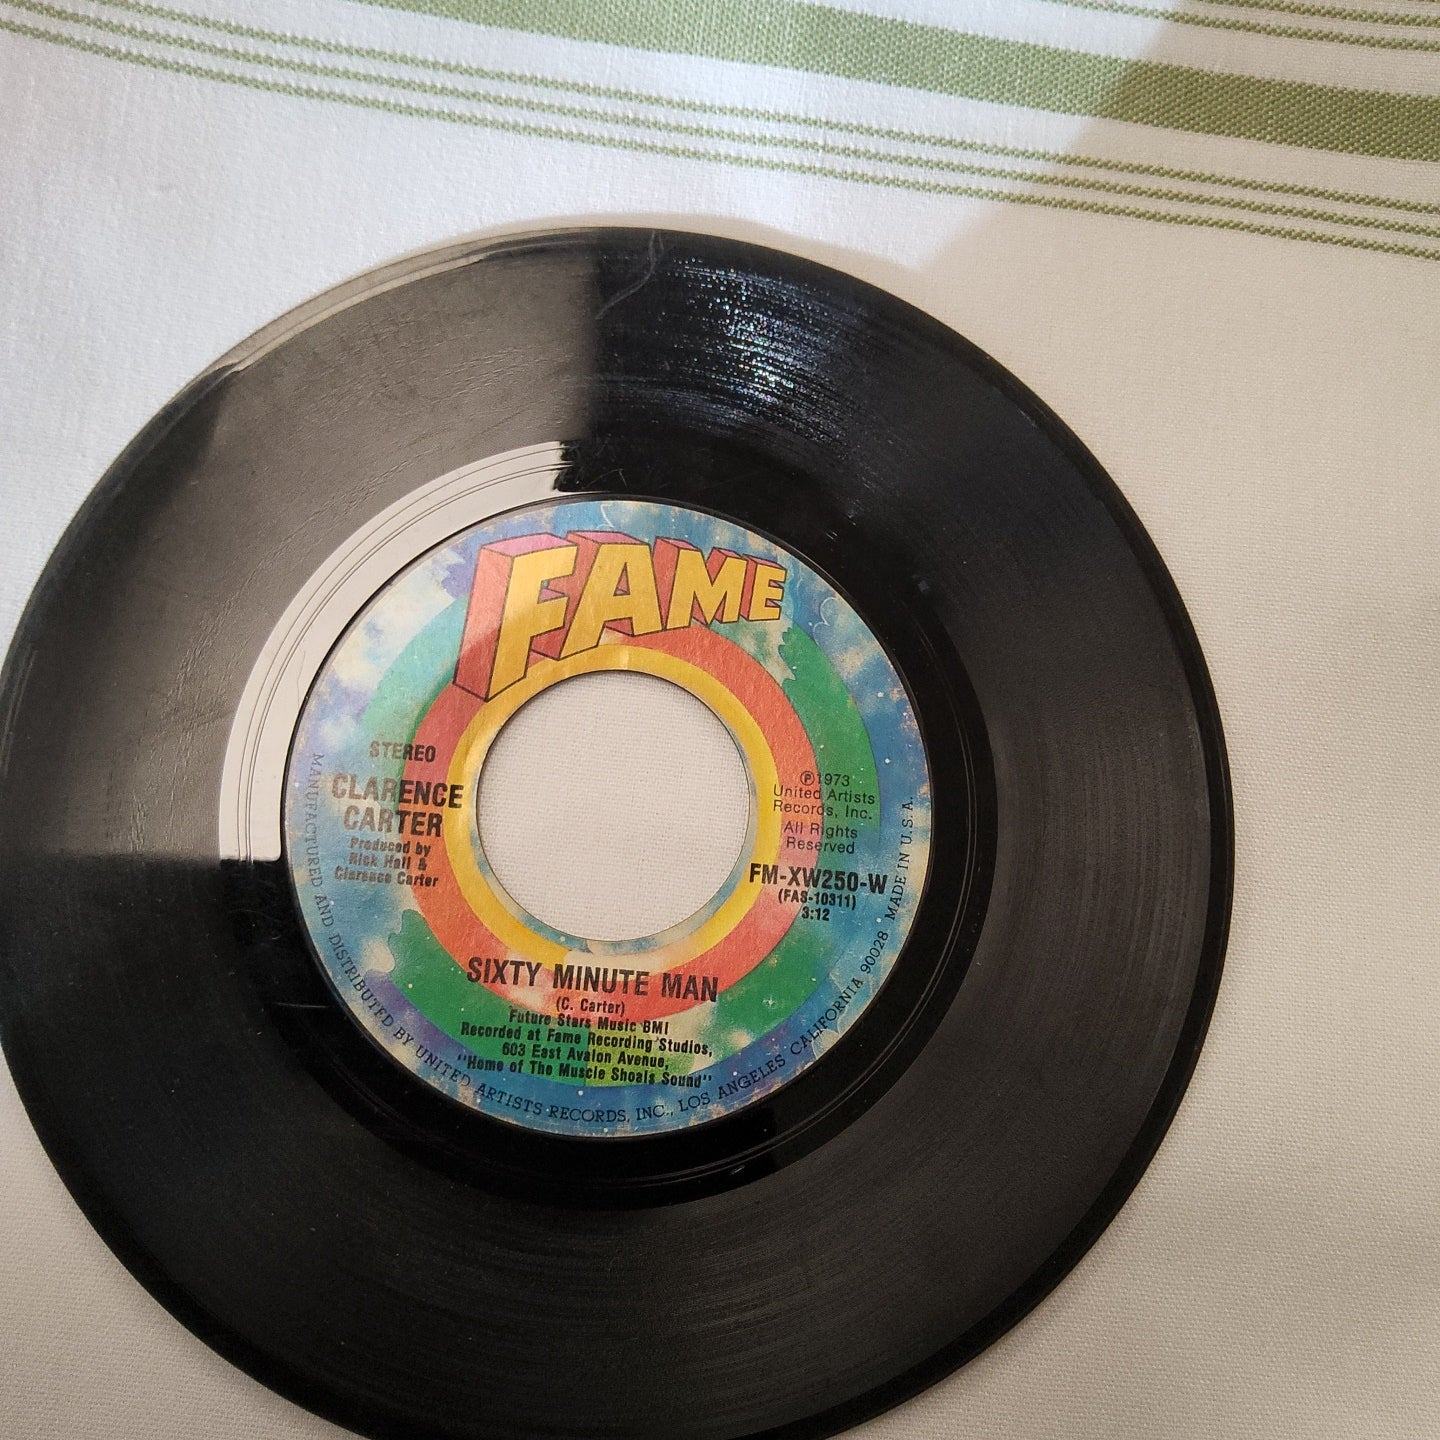 FAME
STEREO
CLARENCE
CARTER
Produced by
Rick Hall &
Clarence Carter
℗1973
United Artists
Records, Inc.
All Rights
Reserved
FM-XW250-W
(FAS-10311)
3:12
SIXTY MINUTE MAN
(C. Carter)
Future Stars Music BMI
Recorded at Fame Recording Studios,
603 East Avalon Avenue,
"Home of The Muscle Shoals Sound"
MANUFACTURED AND DISTRIBUTED BY UNITED ARTISTS RECORDS, INC., LOS ANGELES CALIFORNIA 90028 MADE IN U.S.A.